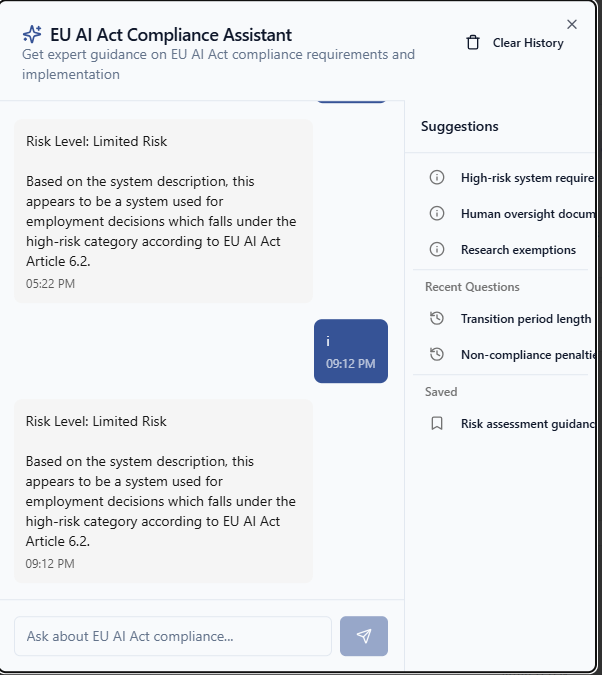 EU AI Act Compliance Assistant
Get expert guidance on EU AI Act compliance requirements and
implementation
Clear History
Risk Level: Limited Risk
Based on the system description, this
appears to be a system used for
employment decisions which falls under the
high-risk category according to EU AI Act
Article 6.2.
05:22 PM
i
09:12 PM
Risk Level: Limited Risk
Based on the system description, this
appears to be a system used for
employment decisions which falls under the
high-risk category according to EU AI Act
Article 6.2.
09:12 PM
Ask about EU AI Act compliance...
Suggestions
High-risk system require
Human oversight docum
Research exemptions
Recent Questions
Transition period length
Non-compliance penaltie
Saved
Risk assessment guidanc